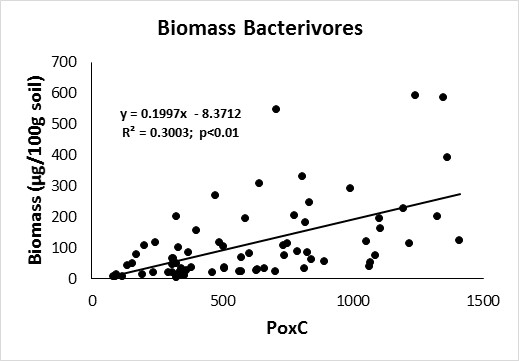 Biomass Bacterivores
700
600
500
400
300
200
100
0
Biomass (µg/100g soil)
y = 0.1997x - 8.3712
R² = 0.3003; p<0.01
0 500 1000 1500
PoxC